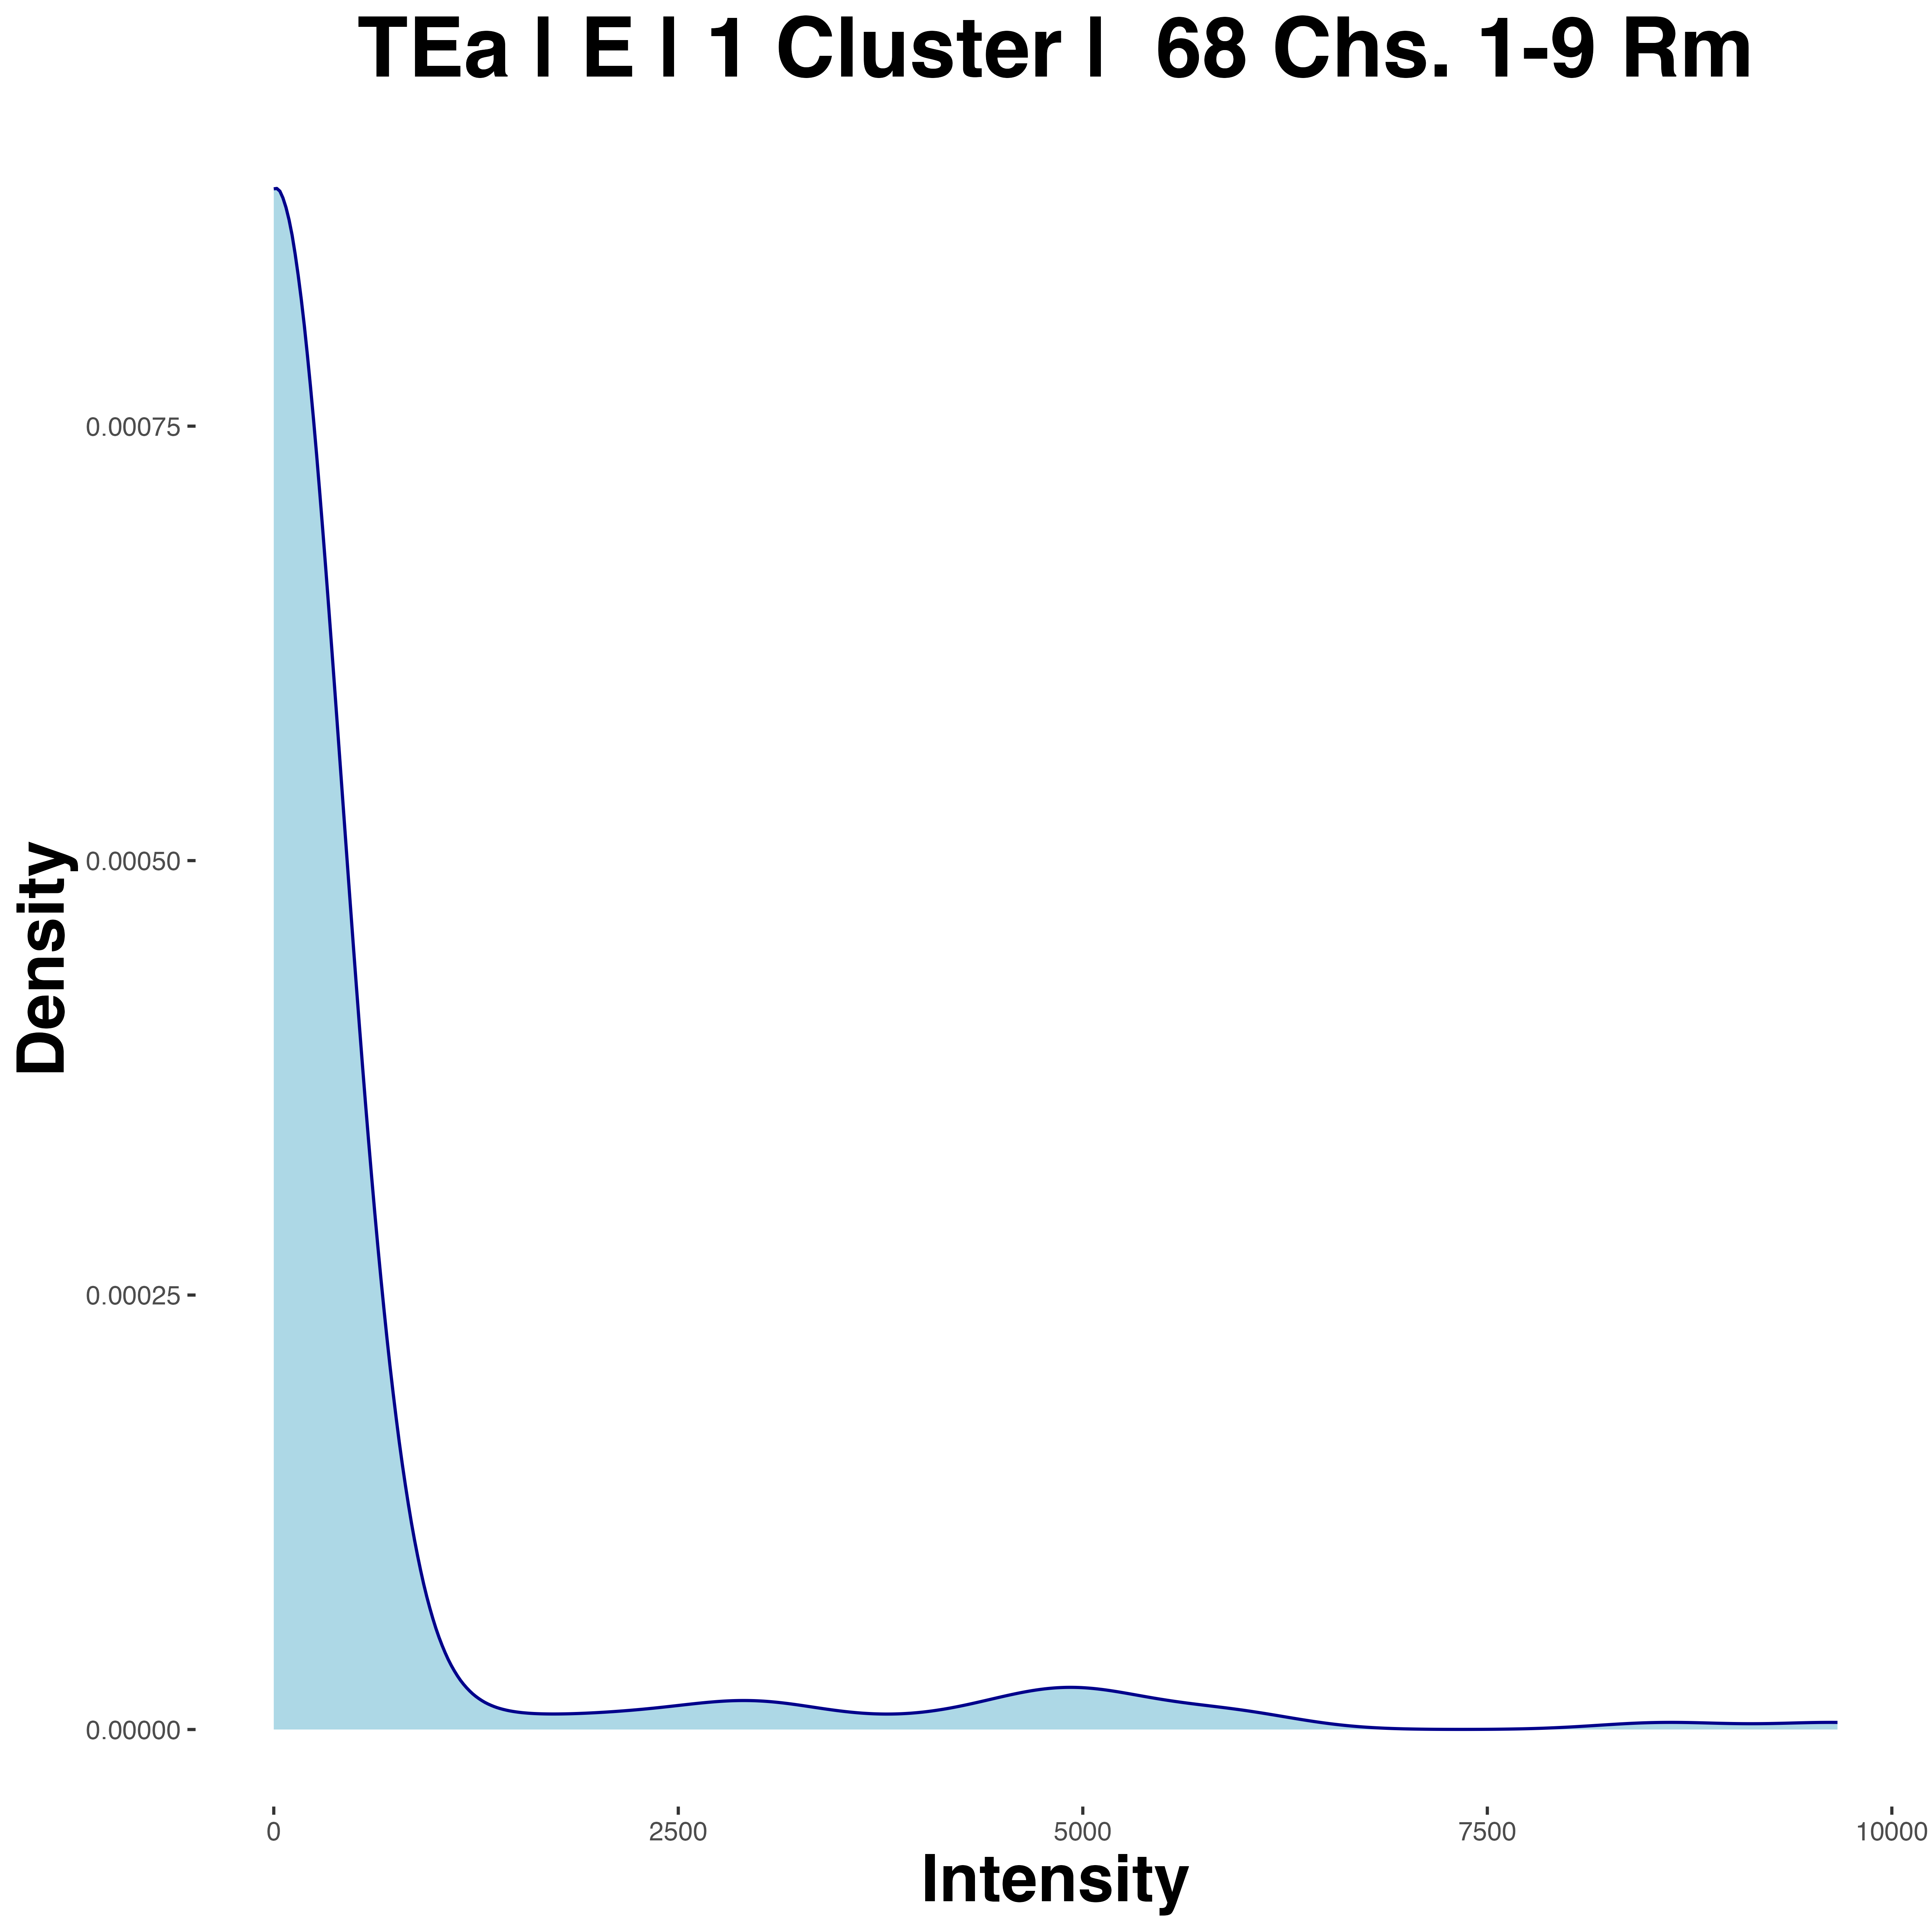 TEa | E | 1 Cluster |  68 Chs. 1-9 Rm
0.00075
0.00050
0.00025
0.00000
Density
0 2500 5000 7500 10000
Intensity